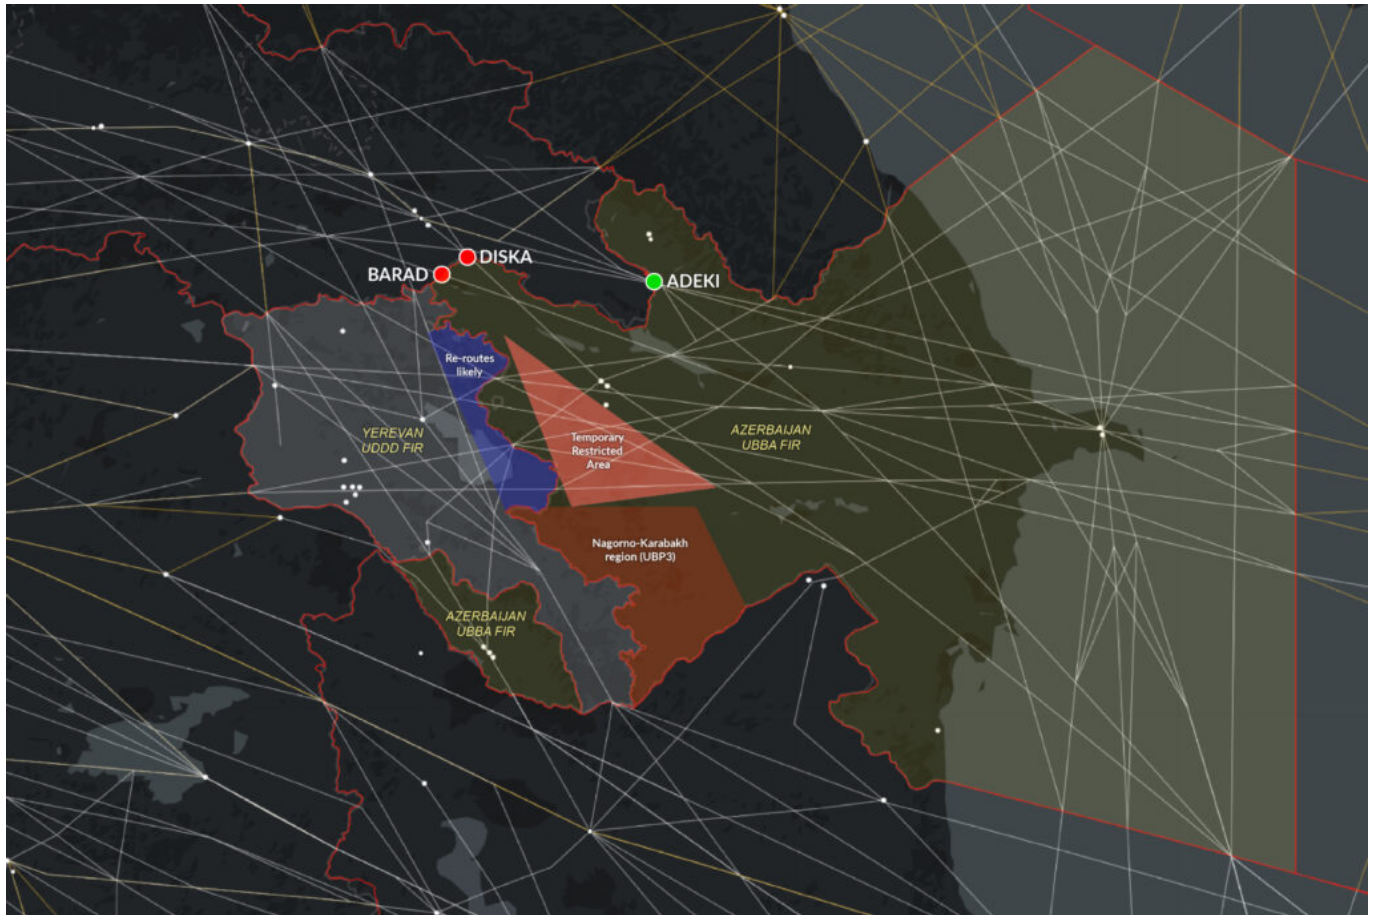 DISKA
BARAD
ADEKI
Re-routes
likely
YEREVAN
UDDD FIR
Temporary
Restricted
Area
AZERBAIJAN
UBBA FIR
Nagorno-Karabakh
region (UBP3)
AZERBAIJAN
UBBA FIR